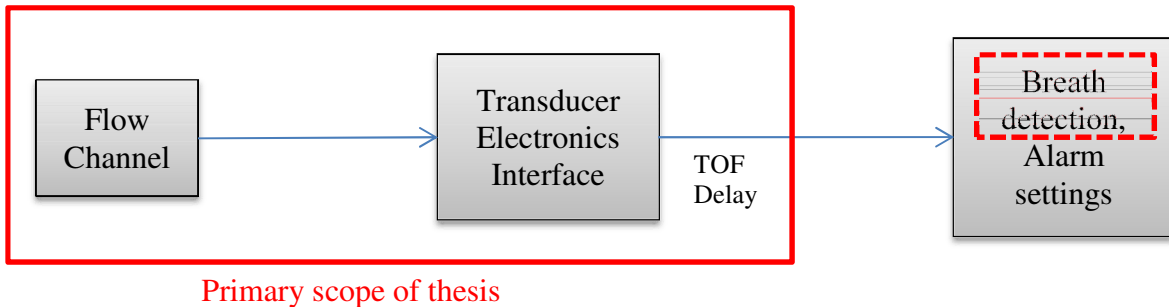 Flow
Channel
Transducer
Electronics
Interface
TOF
Delay
Breath
detection,
Alarm
settings
Primary scope of thesis